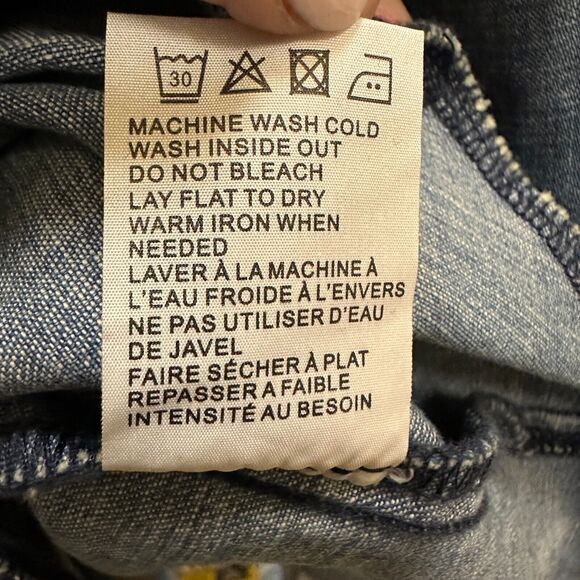 30
MACHINE WASH COLD
WASH INSIDE OUT
DO NOT BLEACH
LAY FLAT TO DRY
WARM IRON WHEN
NEEDED
LAVER À LA MACHINE À
L'EAU FROIDE À L'ENVERS
NE PAS UTILISER D'EAU
DE JAVEL
FAIRE SÉCHER À PLAT
REPASSER A FAIBLE
INTENSITÉ AU BESOIN